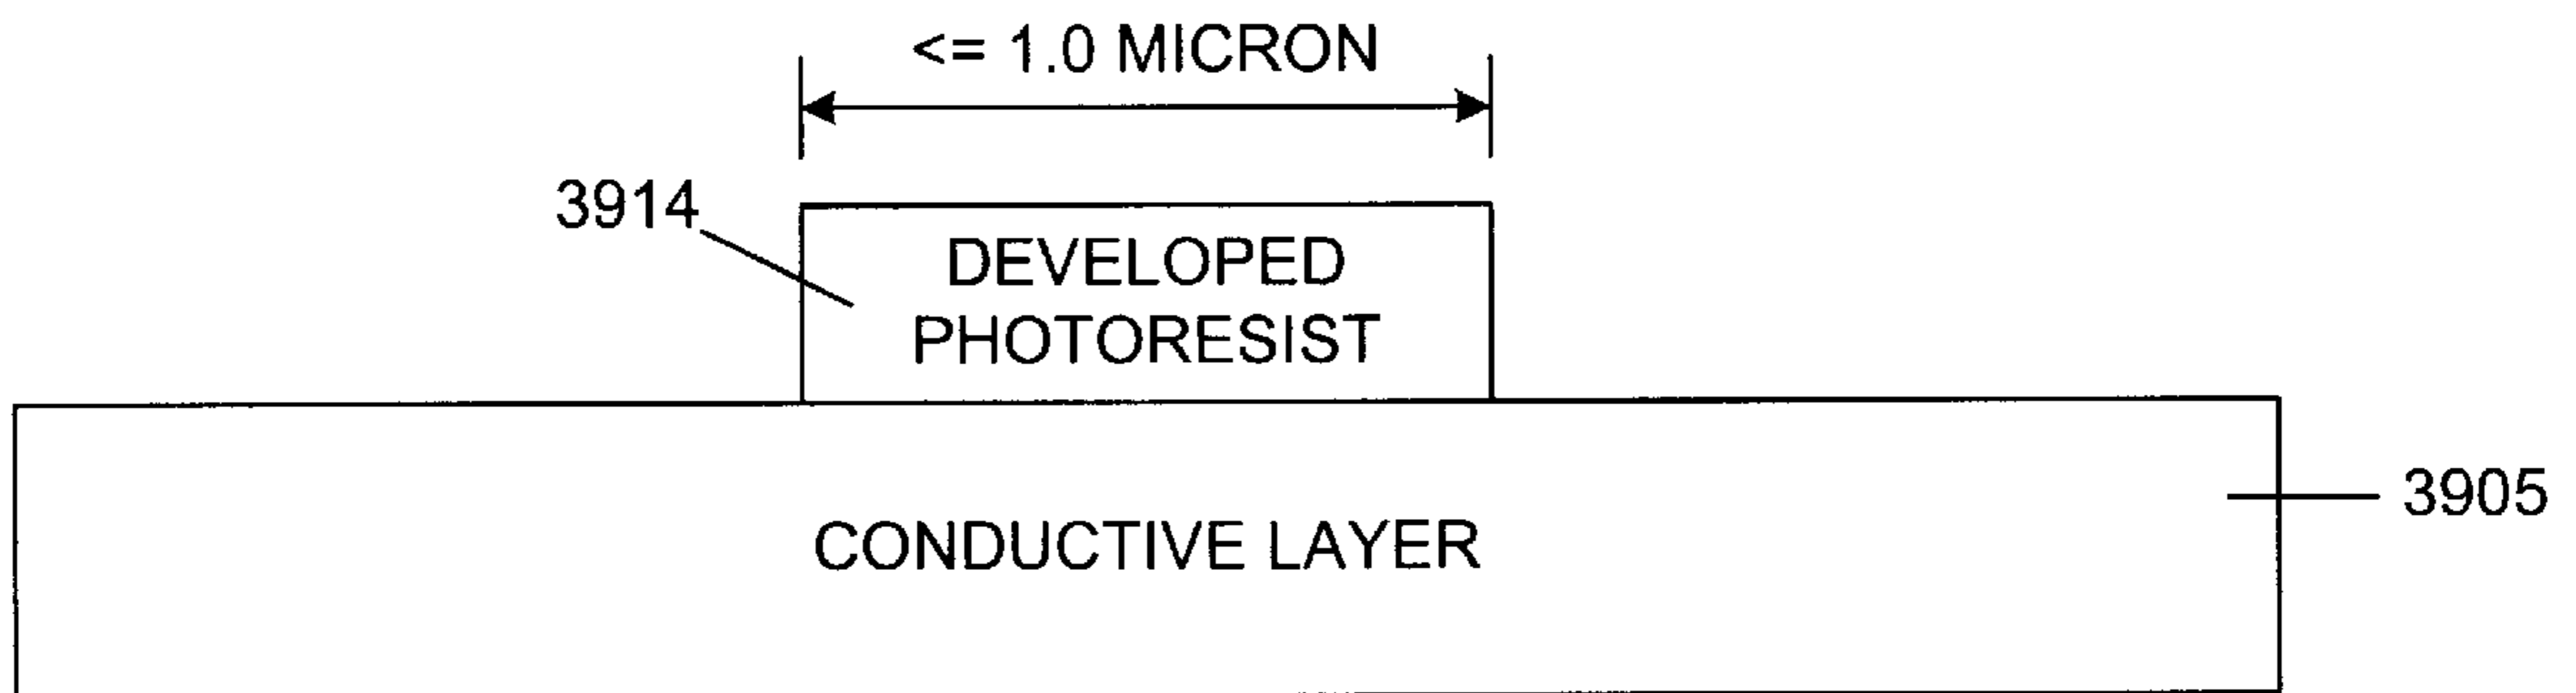 <= 1.0 MICRON
3914
DEVELOPED
PHOTORESIST
3905
CONDUCTIVE LAYER